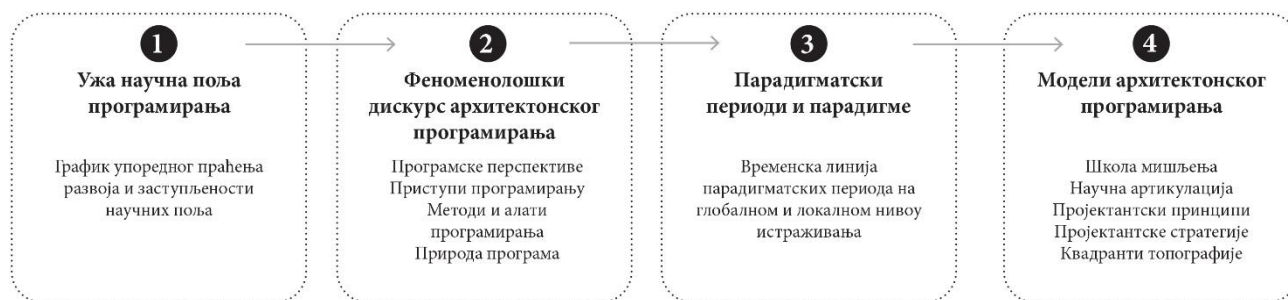 1
Ужа научна поља
програмирања
График упоредног праћења
развоја и заступљености
научних поља
2
Феноменолошки
дискурс архитектонског
програмирања
Програмске перспективе
Приступи програмирању
Методи и алати
програмирања
Природа програма
3
Парадигматски
периоди и парадигме
Временска линија
парадигматских периода на
глобалном и локалном нивоу
истраживања
4
Модели архитектонског
програмирања
Школа мишљења
Научна артикулација
Пројектантски принципи
Пројектантске стратегије
Квадранти топографије